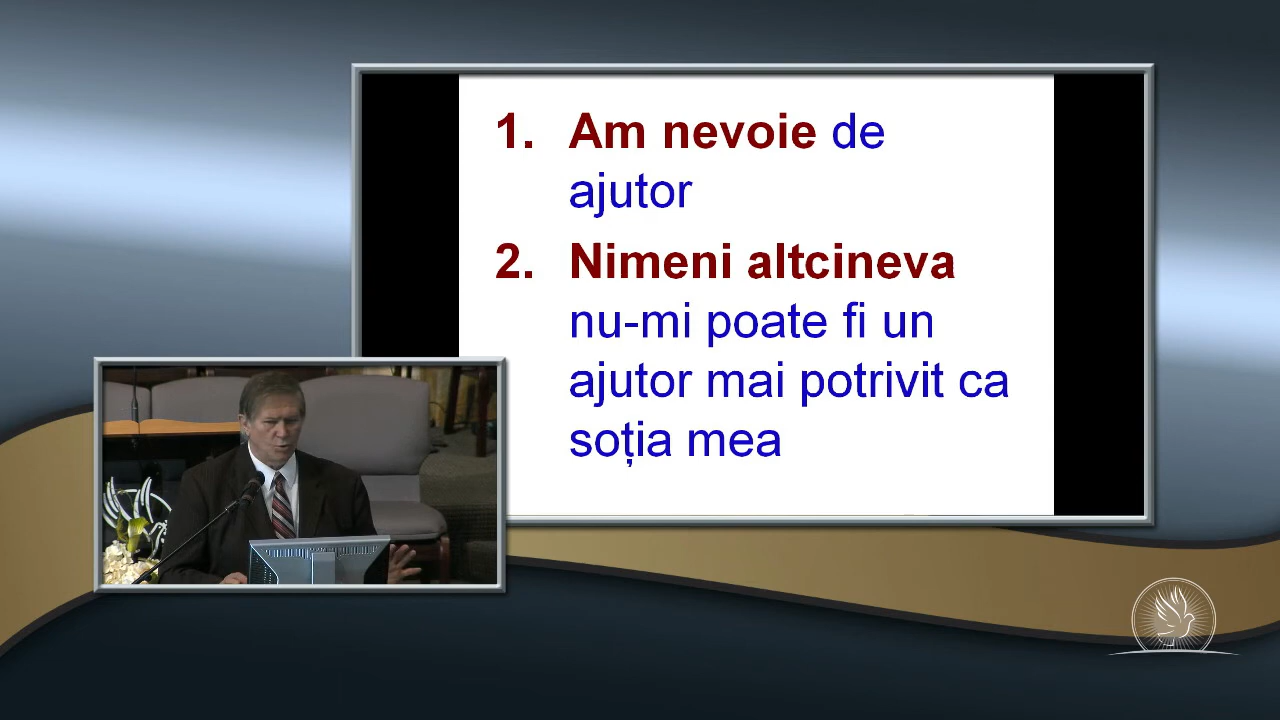 1. Am nevoie de
ajutor
2. Nimeni altcineva
nu-mi poate fi un
ajutor mai potrivit ca
soția mea